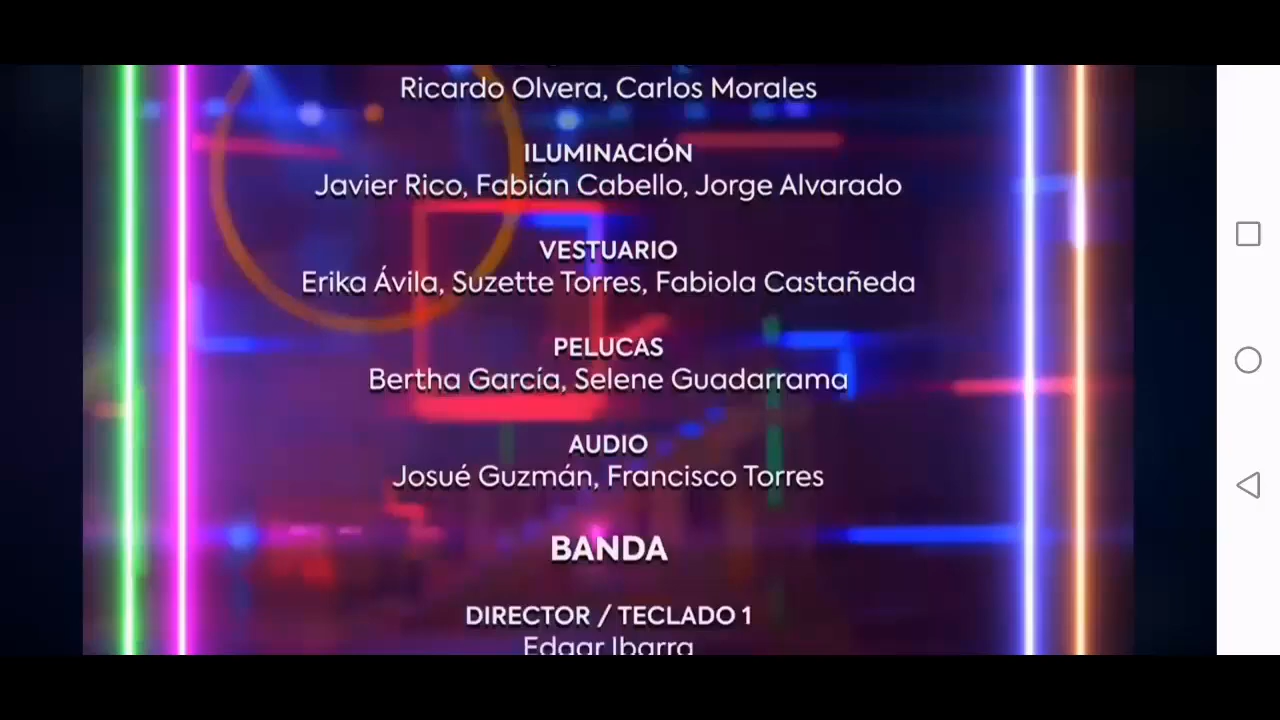 Ricardo Olvera, Carlos Morales
ILUMINACIÓN
Javier Rico, Fabián Cabello, Jorge Alvarado
VESTUARIO
Erika Ávila, Suzette Torres, Fabiola Castañeda
PELUCAS
Bertha García, Selene Guadarrama
AUDIO
Josué Guzmán, Francisco Torres
BANDA
DIRECTOR / TECLADO 1
Edgar Ibarra